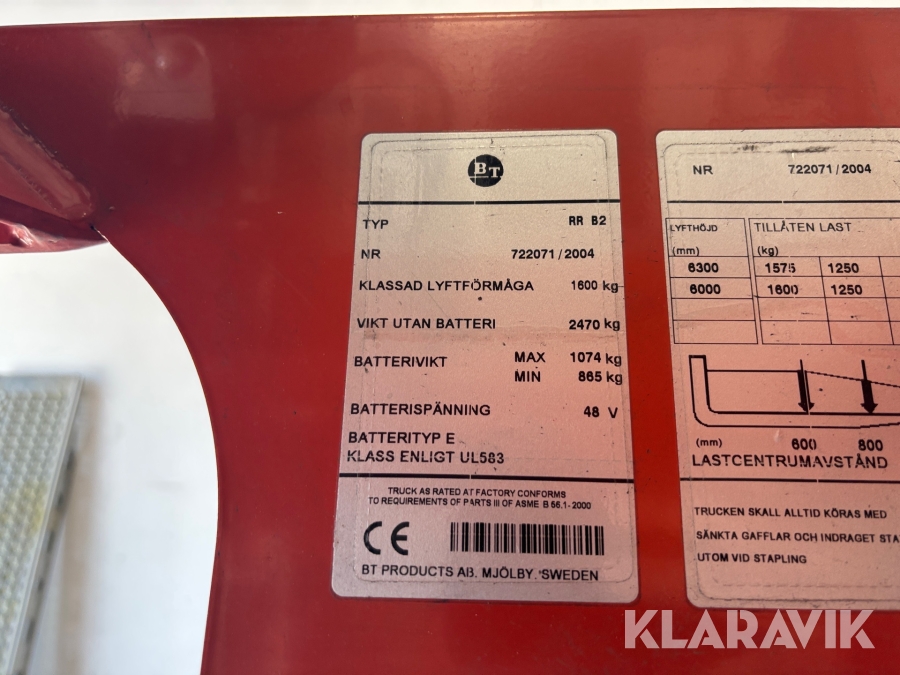 BT
TYP RR B2
NR 722071/2004
KLASSAD LYFTFÖRMÅGA 1600 kg
VIKT UTAN BATTERI 2470 kg
BATTERIVIKT MAX 1074 kg
MIN 865 kg
BATTERISPÄNNING 48 V
BATTERITYP E
KLASS ENLIGT UL583
TRUCK AS RATED AT FACTORY CONFORMS
TO REQUIREMENTS OF PARTS III OF ASME B 56.1-2000
CE
BT PRODUCTS AB. MJÖLBY. SWEDEN
NR 722071/2004
LYFTHÖJD TILLÅTEN LAST
(mm) (kg)
6300 1575 1250
6000 1600 1250
(mm) 600 800
LASTCENTRUMAVSTÅND
TRUCKEN SKALL ALLTID KÖRAS MED
SÄNKTA GAFFLAR OCH INDRAGET STA
UTOM VID STAPLING
KLARAVIK